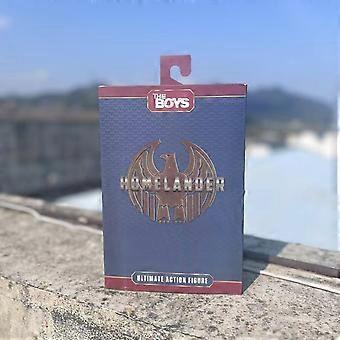 THE
BOYS
HOMELANDER
ULTIMATE ACTION FIGURE